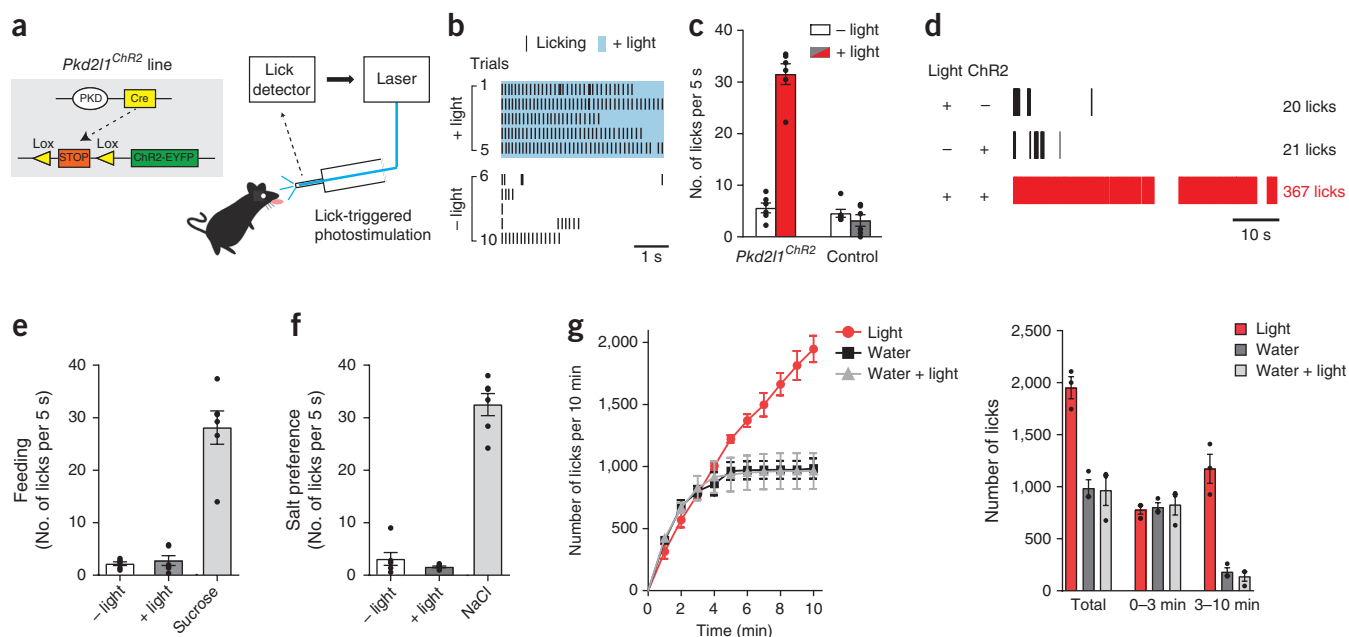 a
Pkd2l1ChR2 line
PKD
Cre
Lox
Lox
STOP
ChR2-EYFP
Lick
detector
Laser
Lick-triggered
photostimulation
b
Licking
+ light
Trials
1
5
+ light
6
10
– light
1 s
c
– light
+ light
No. of licks per 5 s
40
30
20
10
0
Pkd2l1ChR2
Control
d
Light ChR2
+ –
20 licks
– +
21 licks
+ +
367 licks
10 s
e
Feeding
(No. of licks per 5 s)
40
30
20
10
0
– light
+ light
Sucrose
f
Salt preference
(No. of licks per 5 s)
40
30
20
10
0
– light
+ light
NaCl
g
Light
Water
Water + light
Number of licks per 10 min
2,000
1,500
1,000
500
0
0 2 4 6 8 10
Time (min)
Light
Water
Water + light
Number of licks
2,500
2,000
1,500
1,000
500
0
Total 0–3 min 3–10 min